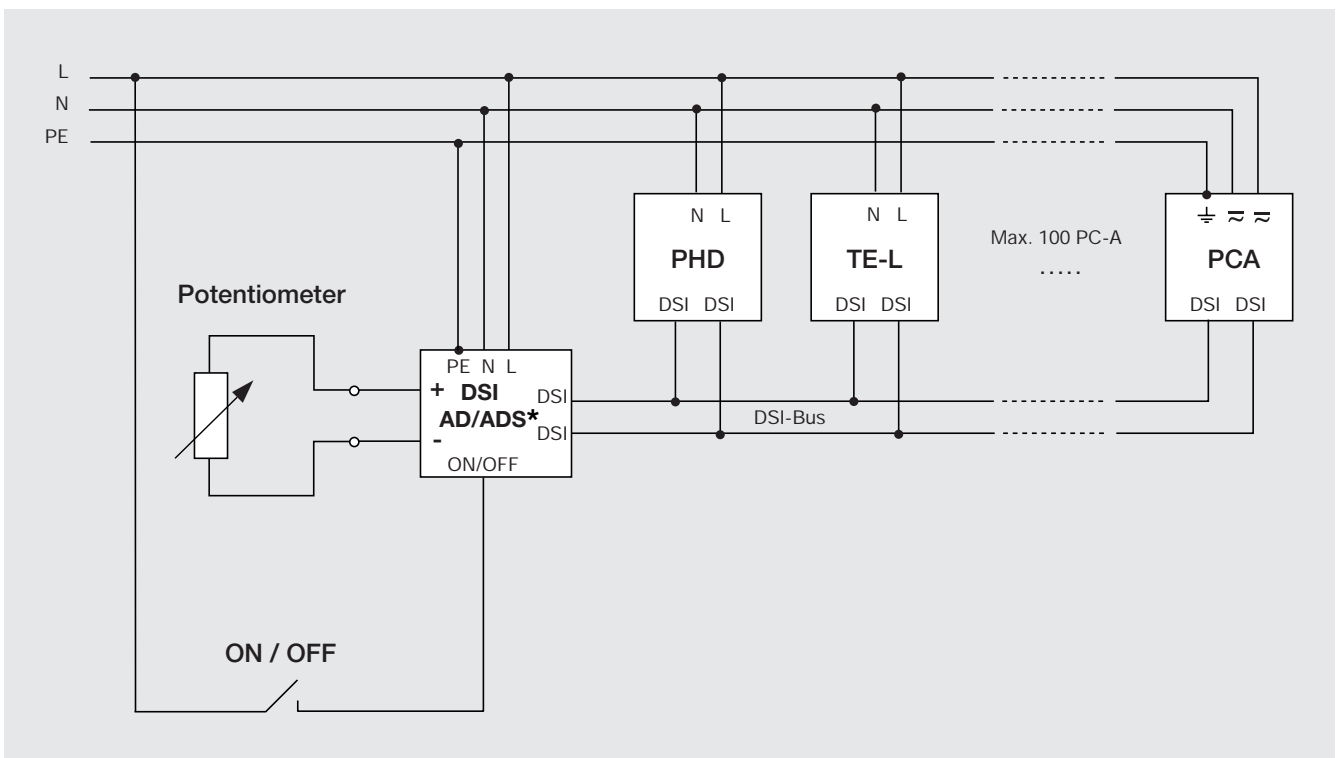 L
N
PE
N L
PHD
DSI DSI
N L
TE-L
DSI DSI
Max. 100 PC-A
.....
PCA
DSI DSI
Potentiometer
PE N L
+ DSI DSI
AD/ADS* DSI
-
ON/OFF
DSI-Bus
ON / OFF